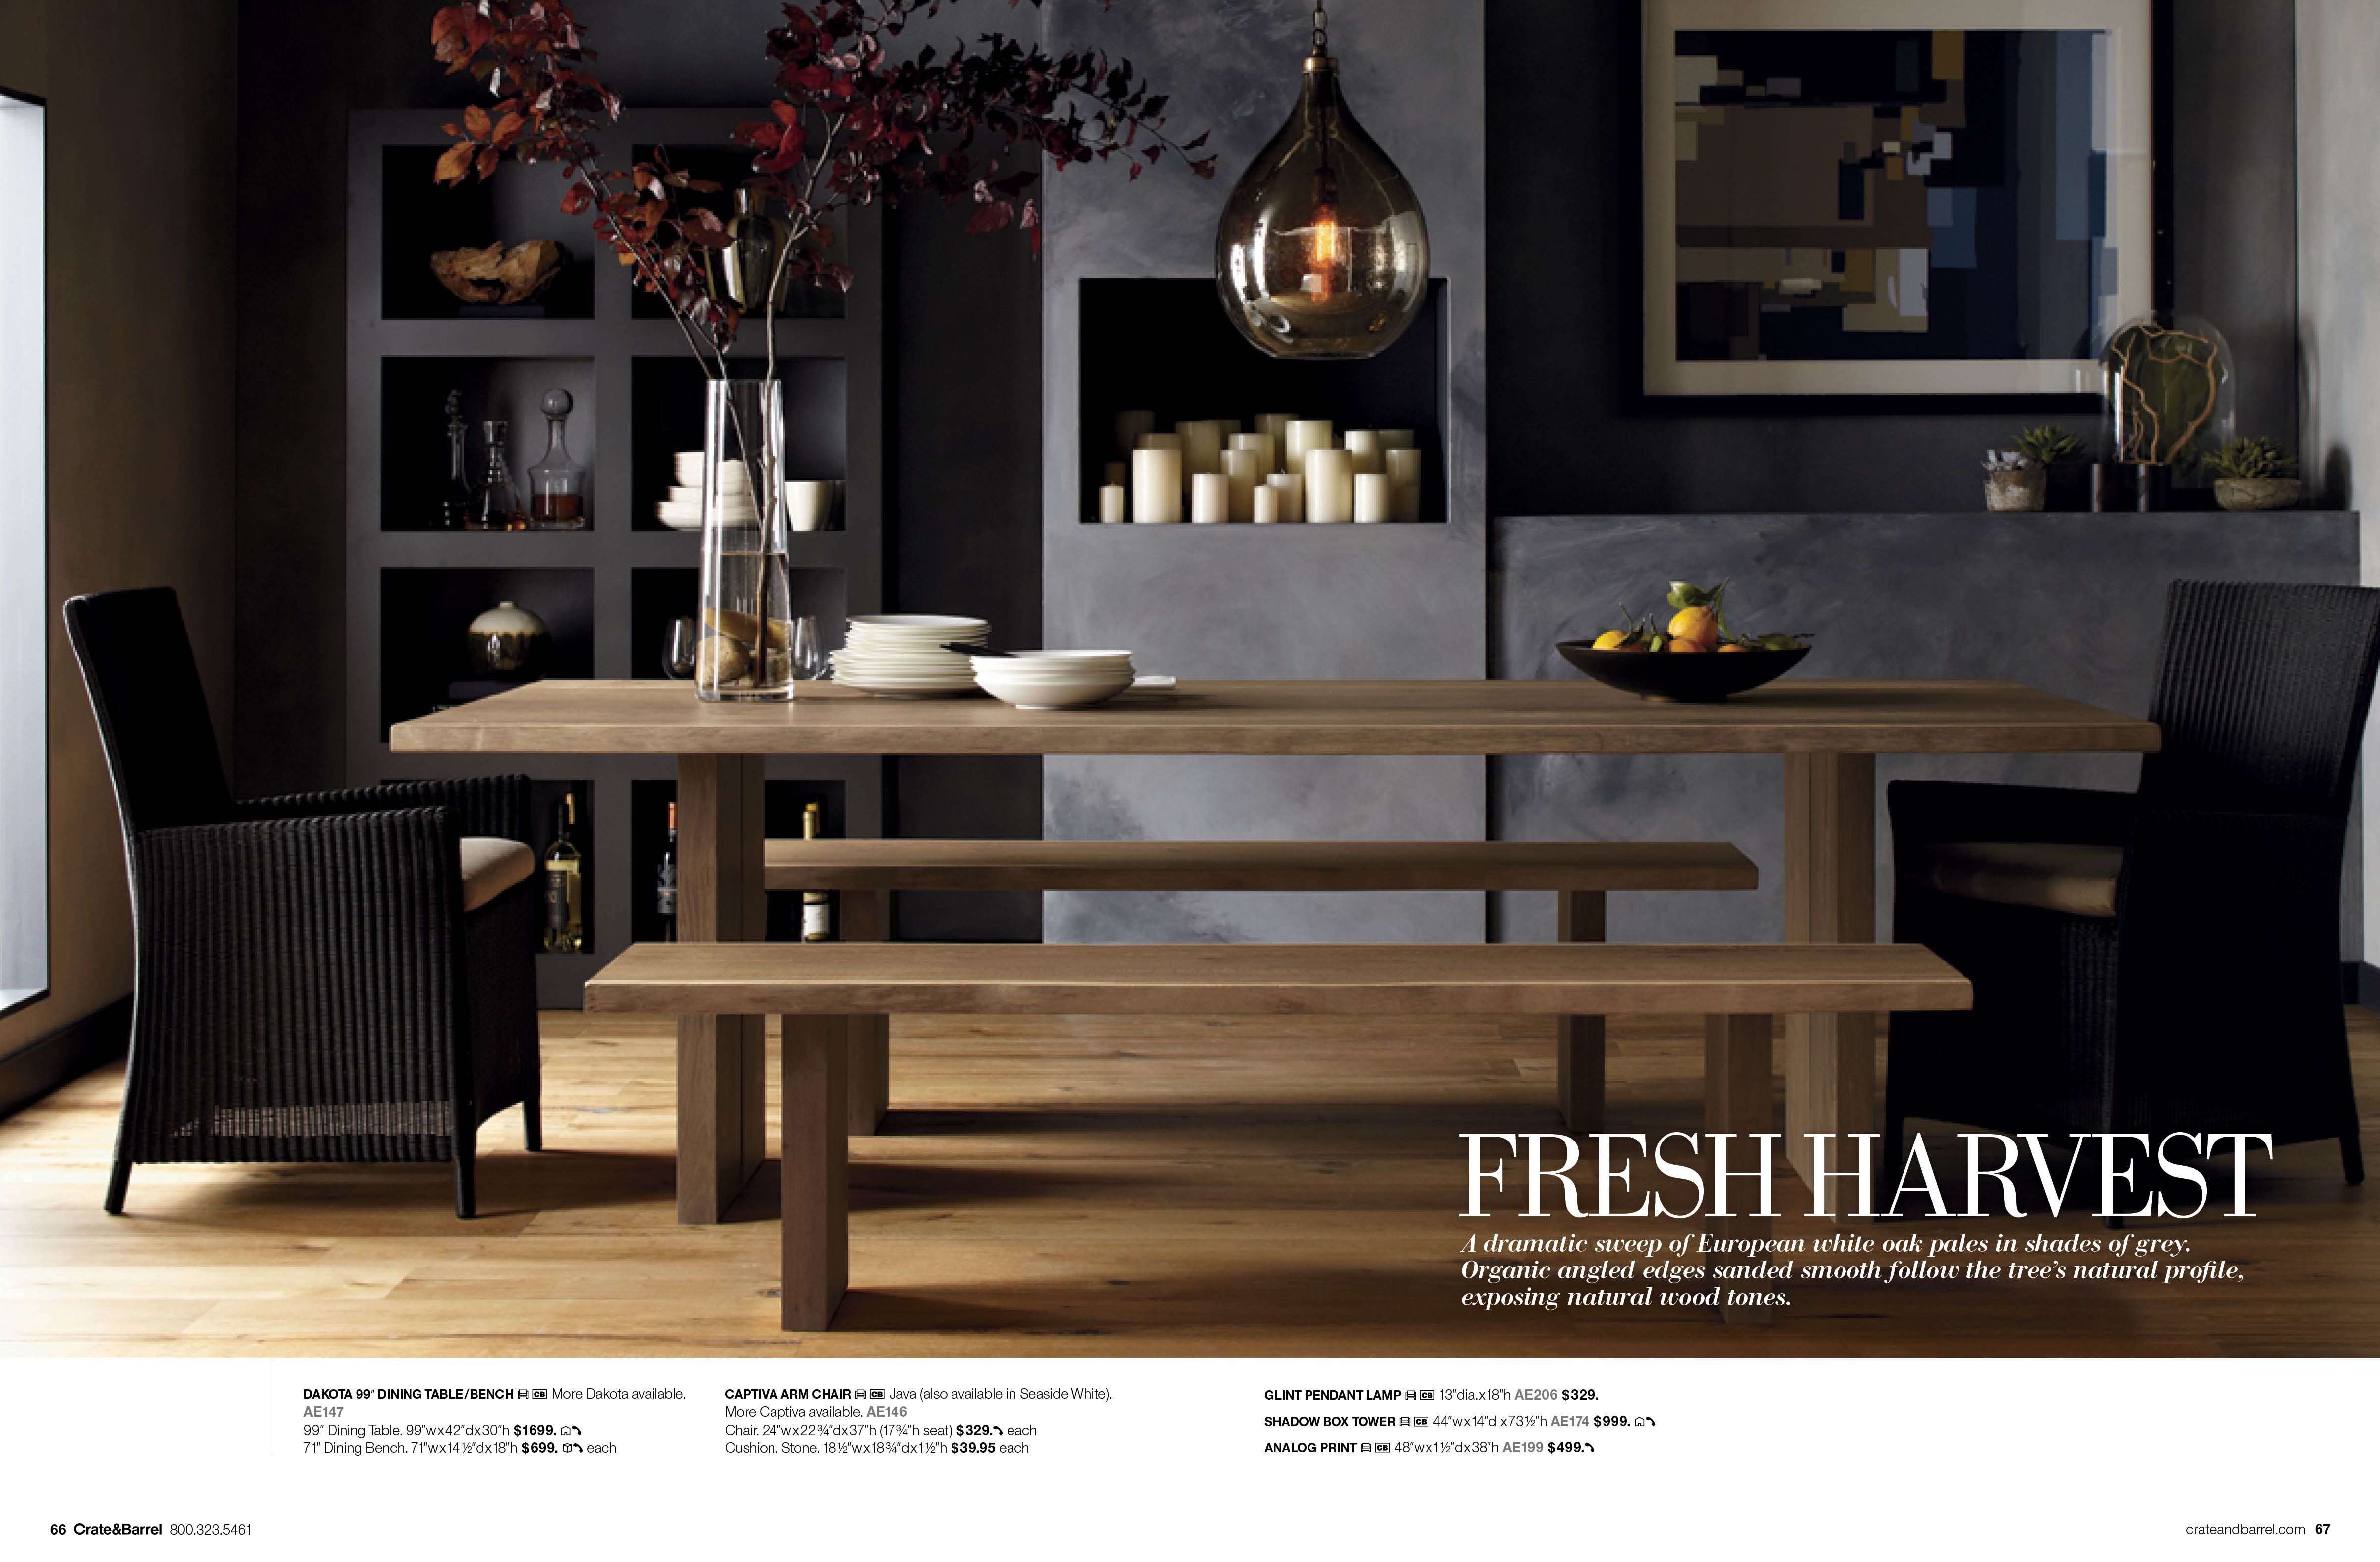 FRESH HARVEST
A dramatic sweep of European white oak pales in shades of grey.
Organic angled edges sanded smooth follow the tree's natural profile,
exposing natural wood tones.
DAKOTA 99" DINING TABLE/BENCH CB More Dakota available.
AE147
99" Dining Table. 99"wx42"dx30"h $1699.
71" Dining Bench. 71"wx14½"dx18"h $699. each
CAPTIVA ARM CHAIR CB Java (also available in Seaside White).
More Captiva available. AE146
Chair. 24"wx22¾"dx37"h (17¾"h seat) $329. each
Cushion. Stone. 18½"wx18¾"dx1½"h $39.95 each
GLINT PENDANT LAMP CB 13"dia.x18"h AE206 $329.
SHADOW BOX TOWER CB 44"wx14"d x73½"h AE174 $999.
ANALOG PRINT CB 48"wx1½"dx38"h AE199 $499.
66 Crate&Barrel 800.323.5461
crateandbarrel.com 67